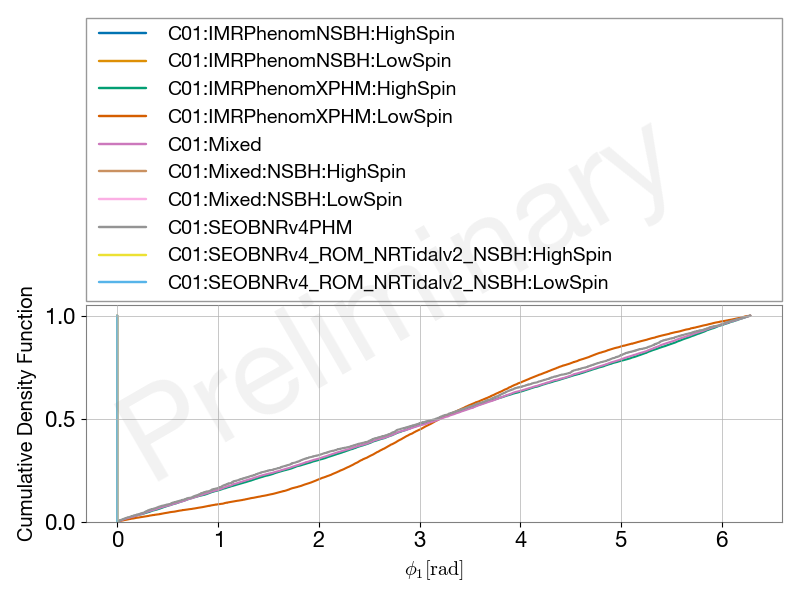 C01:IMRPhenomNSBH:HighSpin
C01:IMRPhenomNSBH:LowSpin
C01:IMRPhenomXPHM:HighSpin
C01:IMRPhenomXPHM:LowSpin
C01:Mixed
C01:Mixed:NSBH:HighSpin
C01:Mixed:NSBH:LowSpin
C01:SEOBNRv4PHM
C01:SEOBNRv4_ROM_NRTidalv2_NSBH:HighSpin
C01:SEOBNRv4_ROM_NRTidalv2_NSBH:LowSpin
Preliminary
Cumulative Density Function
1.0
0.5
0.0
0 1 2 3 4 5 6
ϕ₁[rad]